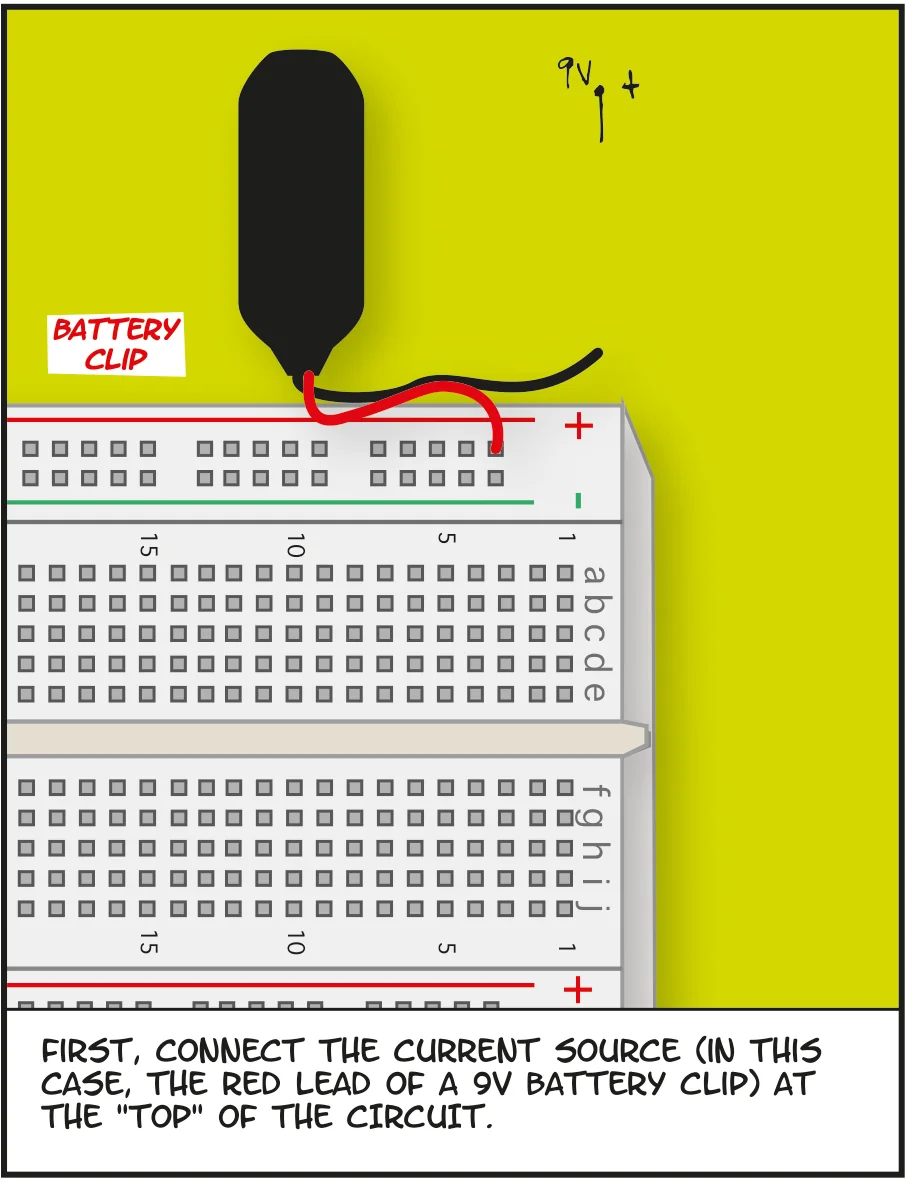 9V +
BATTERY
CLIP
+
-
15 10 5 1
a
b
c
d
e
f
g
h
i
j
15 10 5 1
+
FIRST, CONNECT THE CURRENT SOURCE (IN THIS
CASE, THE RED LEAD OF A 9V BATTERY CLIP) AT
THE "TOP" OF THE CIRCUIT.